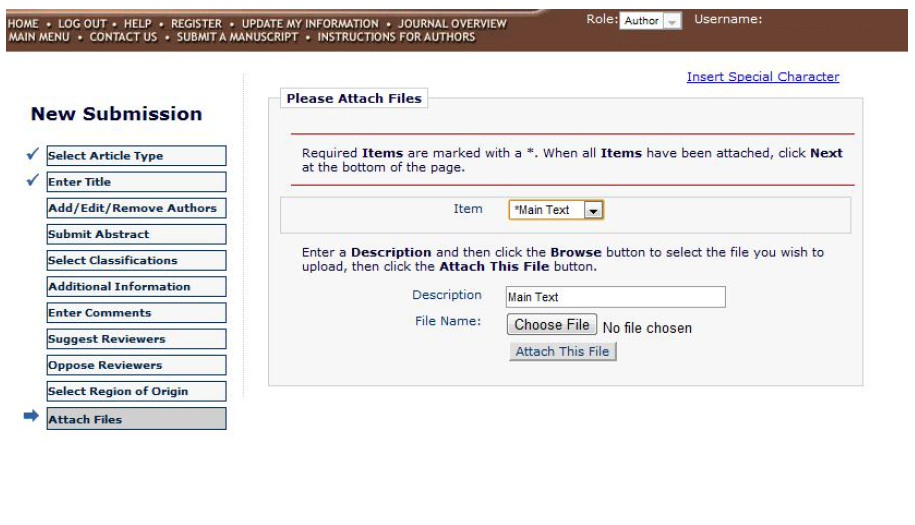 HOME • LOG OUT • HELP • REGISTER • UPDATE MY INFORMATION • JOURNAL OVERVIEW
MAIN MENU • CONTACT US • SUBMIT A MANUSCRIPT • INSTRUCTIONS FOR AUTHORS
Role: Author Username:
Insert Special Character
New Submission
Select Article Type
Enter Title
Add/Edit/Remove Authors
Submit Abstract
Select Classifications
Additional Information
Enter Comments
Suggest Reviewers
Oppose Reviewers
Select Region of Origin
Attach Files
Please Attach Files
Required Items are marked with a *. When all Items have been attached, click Next
at the bottom of the page.
Item *Main Text
Enter a Description and then click the Browse button to select the file you wish to
upload, then click the Attach This File button.
Description Main Text
File Name: Choose File No file chosen
Attach This File